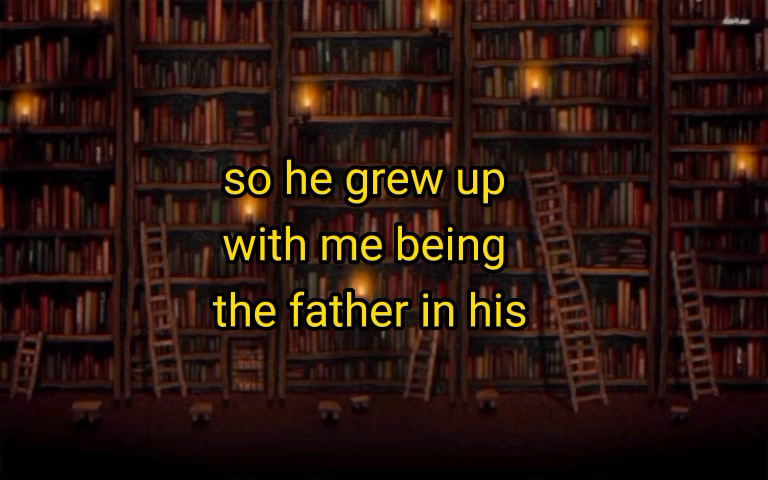 so he grew up
with me being
the father in his